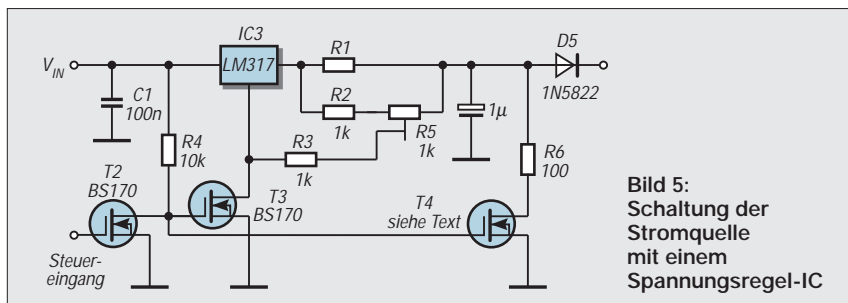 IC3
LM317
R1
D5
V_IN
1N5822
C1
100n
R2
1k
R5
1k
1µ
R4
10k
R3
1k
R6
100
T2
BS170
T3
BS170
T4
siehe Text
Steuer-
eingang
Bild 5:
Schaltung der
Stromquelle
mit einem
Spannungsregel-IC